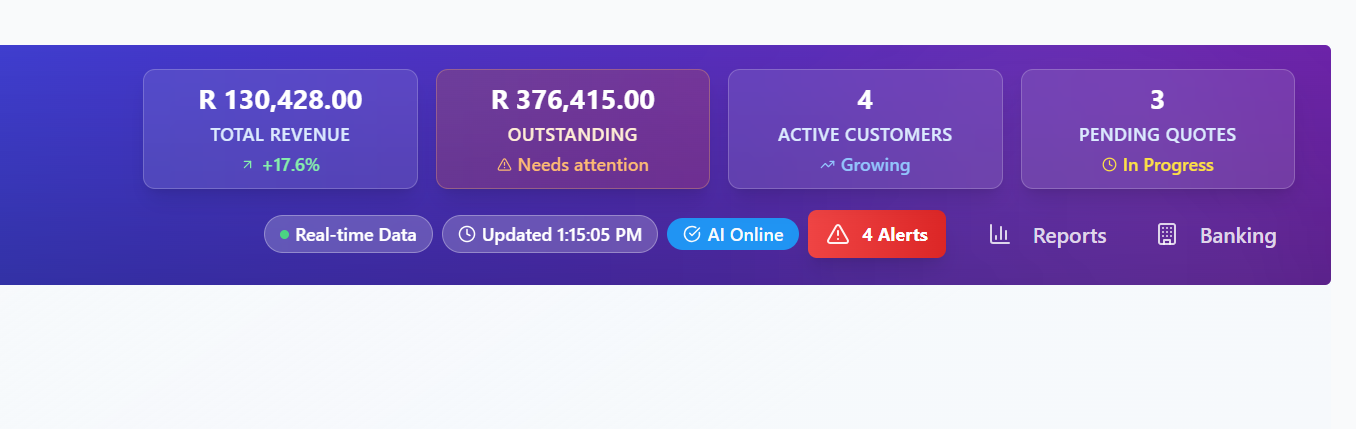 R 130,428.00
TOTAL REVENUE
+17.6%
R 376,415.00
OUTSTANDING
Needs attention
4
ACTIVE CUSTOMERS
Growing
3
PENDING QUOTES
In Progress
Real-time Data
Updated 1:15:05 PM
AI Online
4 Alerts
Reports
Banking